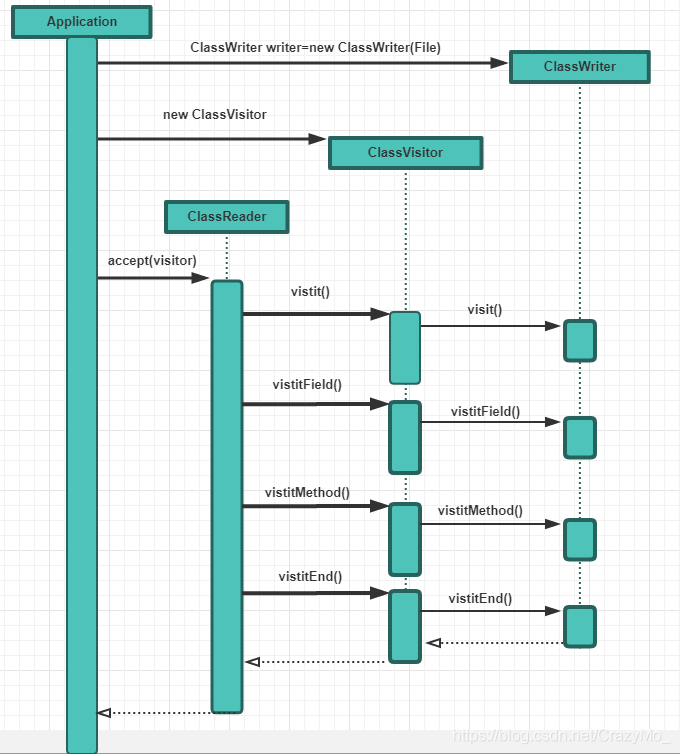 Application
ClassWriter writer=new ClassWriter(File)
ClassWriter
new ClassVisitor
ClassVisitor
ClassReader
accept(visitor)
vistit()
visit()
vistitField()
vistitField()
vistitMethod()
vistitMethod()
vistitEnd()
vistitEnd()
https://blog.csdn.net/CrazyMo_